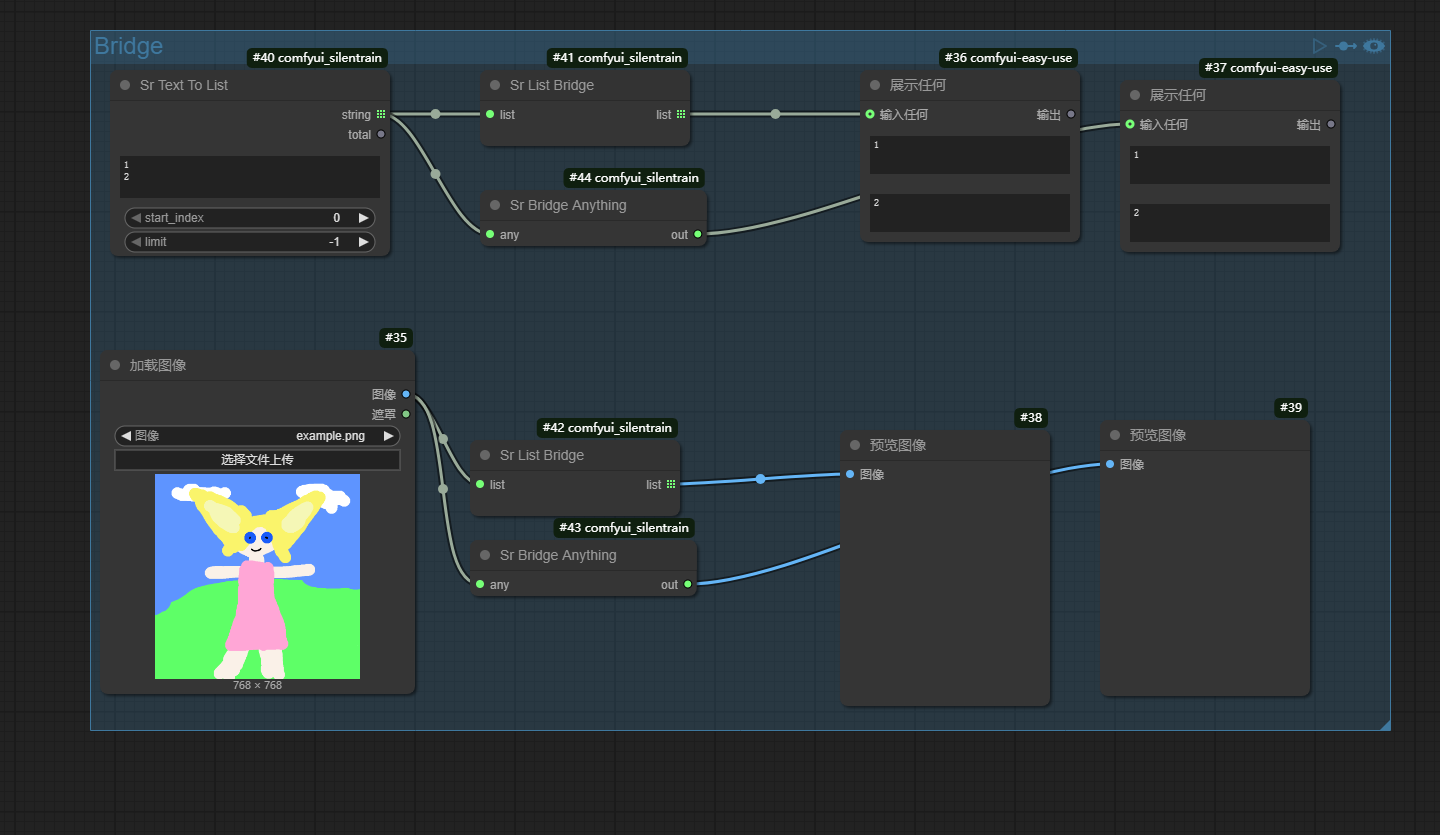 Bridge
#40 comfyui_silentrain
Sr Text To List
string
total
1
2
start_index 0
limit -1
#41 comfyui_silentrain
Sr List Bridge
list list
#44 comfyui_silentrain
Sr Bridge Anything
any out
#36 comfyui-easy-use
展示任何
输入任何 输出
1
2
#37 comfyui-easy-use
展示任何
输入任何 输出
1
2
#35
加载图像
图像
遮罩
图像 example.png
选择文件上传
768 × 768
#42 comfyui_silentrain
Sr List Bridge
list list
#43 comfyui_silentrain
Sr Bridge Anything
any out
#38
预览图像
图像
#39
预览图像
图像